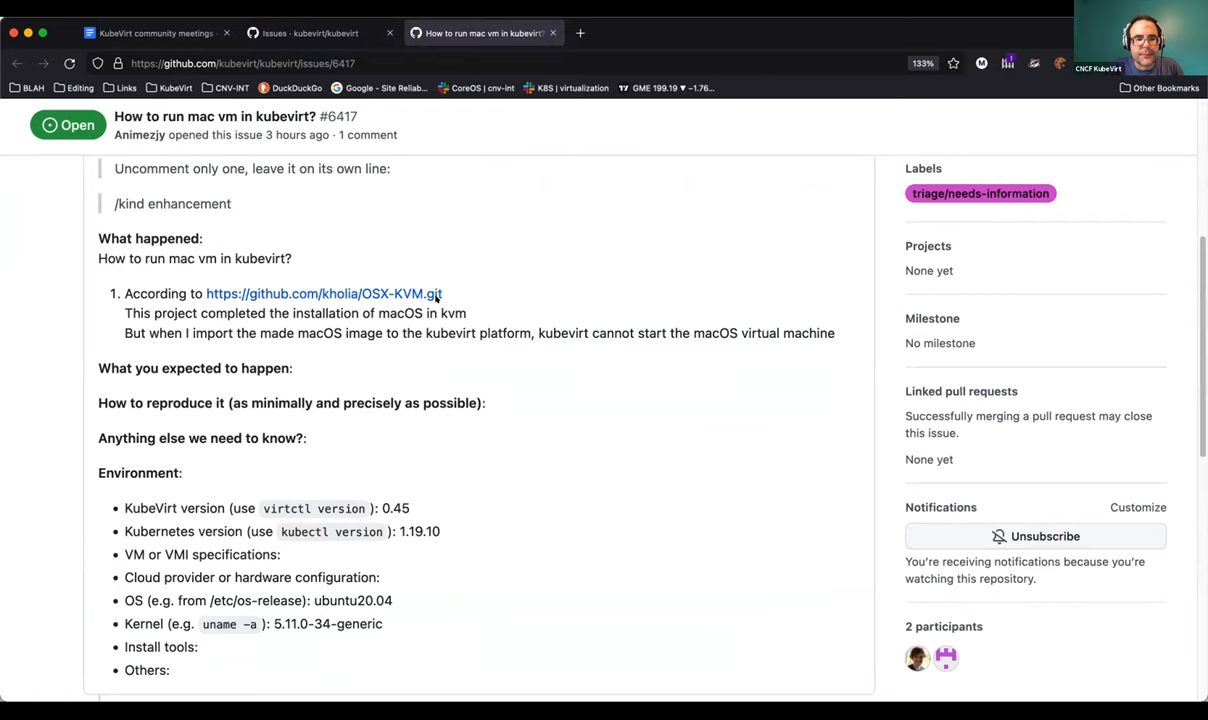 KubeVirt community meetings
Issues · kubevirt/kubevirt
How to run mac vm in kubevirt?
https://github.com/kubevirt/kubevirt/issues/6417
133%
BLAH
Editing
Links
KubeVirt
CNV-INT
DuckDuckGo
Google - Site Reliab...
CoreOS | cnv-int
K8S | virtualization
GME 199.19 ▼ −1.76...
Other Bookmarks
CNCF KubeVirt
Open
How to run mac vm in kubevirt? #6417
Animezjy opened this issue 3 hours ago · 1 comment
Uncomment only one, leave it on its own line:
/kind enhancement
What happened:
How to run mac vm in kubevirt?
1. According to https://github.com/kholia/OSX-KVM.git
This project completed the installation of macOS in kvm
But when I import the made macOS image to the kubevirt platform, kubevirt cannot start the macOS virtual machine
What you expected to happen:
How to reproduce it (as minimally and precisely as possible):
Anything else we need to know?:
Environment:
• KubeVirt version (use virtctl version ): 0.45
• Kubernetes version (use kubectl version ): 1.19.10
• VM or VMI specifications:
• Cloud provider or hardware configuration:
• OS (e.g. from /etc/os-release): ubuntu20.04
• Kernel (e.g. uname -a ): 5.11.0-34-generic
• Install tools:
• Others:
Labels
triage/needs-information
Projects
None yet
Milestone
No milestone
Linked pull requests
Successfully merging a pull request may close
this issue.
None yet
Notifications
Customize
Unsubscribe
You're receiving notifications because you're
watching this repository.
2 participants